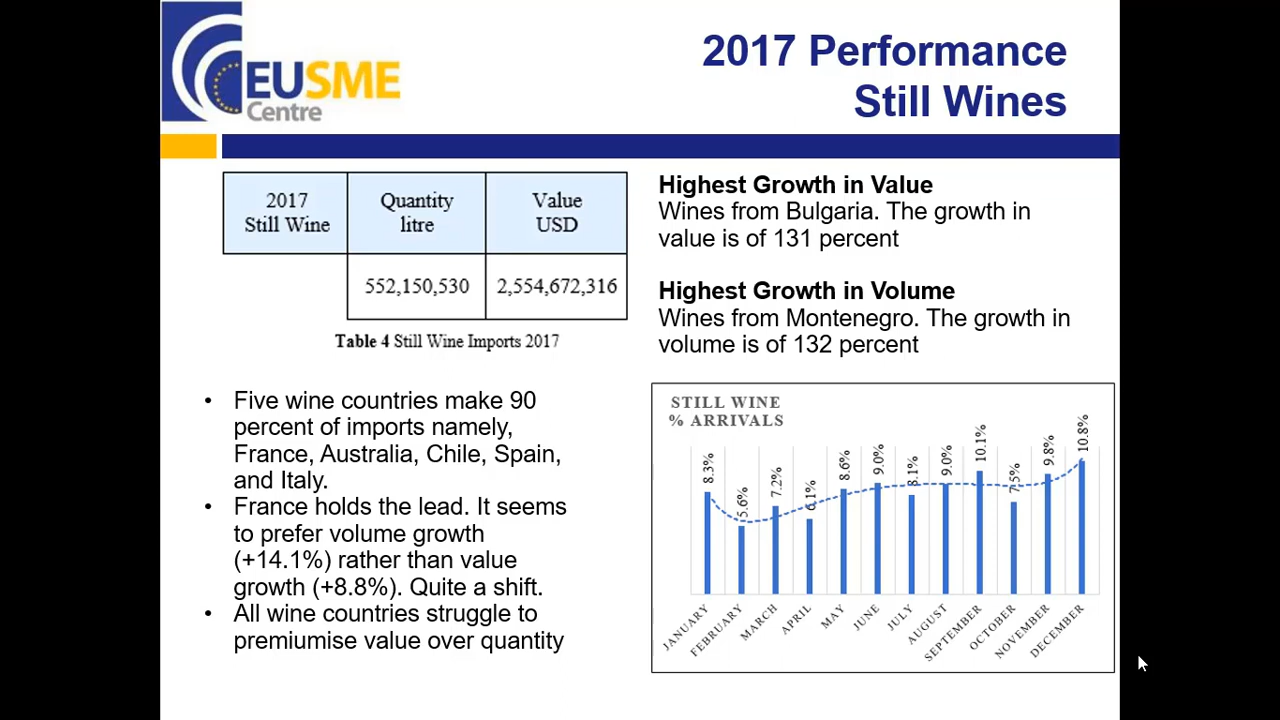 EUSME
Centre
2017 Performance
Still Wines
2017
Still Wine
Quantity
litre
Value
USD
552,150,530
2,554,672,316
Table 4 Still Wine Imports 2017
Highest Growth in Value
Wines from Bulgaria. The growth in
value is of 131 percent
Highest Growth in Volume
Wines from Montenegro. The growth in
volume is of 132 percent
• Five wine countries make 90
percent of imports namely,
France, Australia, Chile, Spain,
and Italy.
• France holds the lead. It seems
to prefer volume growth
(+14.1%) rather than value
growth (+8.8%). Quite a shift.
• All wine countries struggle to
premiumise value over quantity
STILL WINE
% ARRIVALS
8.3%
5.6%
7.2%
6.1%
8.6%
9.0%
8.1%
9.0%
10.1%
7.5%
9.8%
10.8%
JANUARY
FEBRUARY
MARCH
APRIL
MAY
JUNE
JULY
AUGUST
SEPTEMBER
OCTOBER
NOVEMBER
DECEMBER